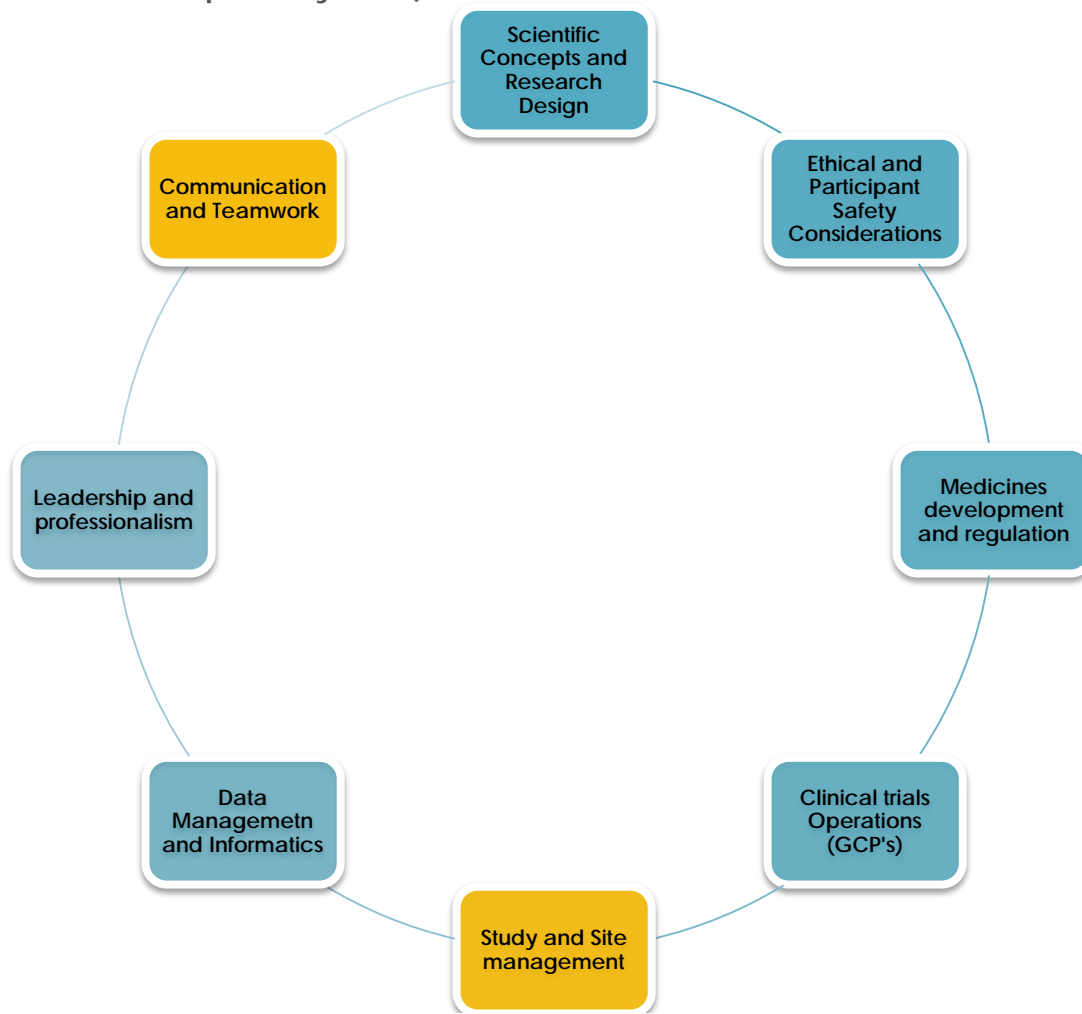 Scientific
Concepts and
Research
Design
Ethical and
Participant
Safety
Considerations
Medicines
development
and regulation
Clinical trials
Operations
(GCP's)
Study and Site
management
Data
Managemetn
and Informatics
Leadership and
professionalism
Communication
and Teamwork